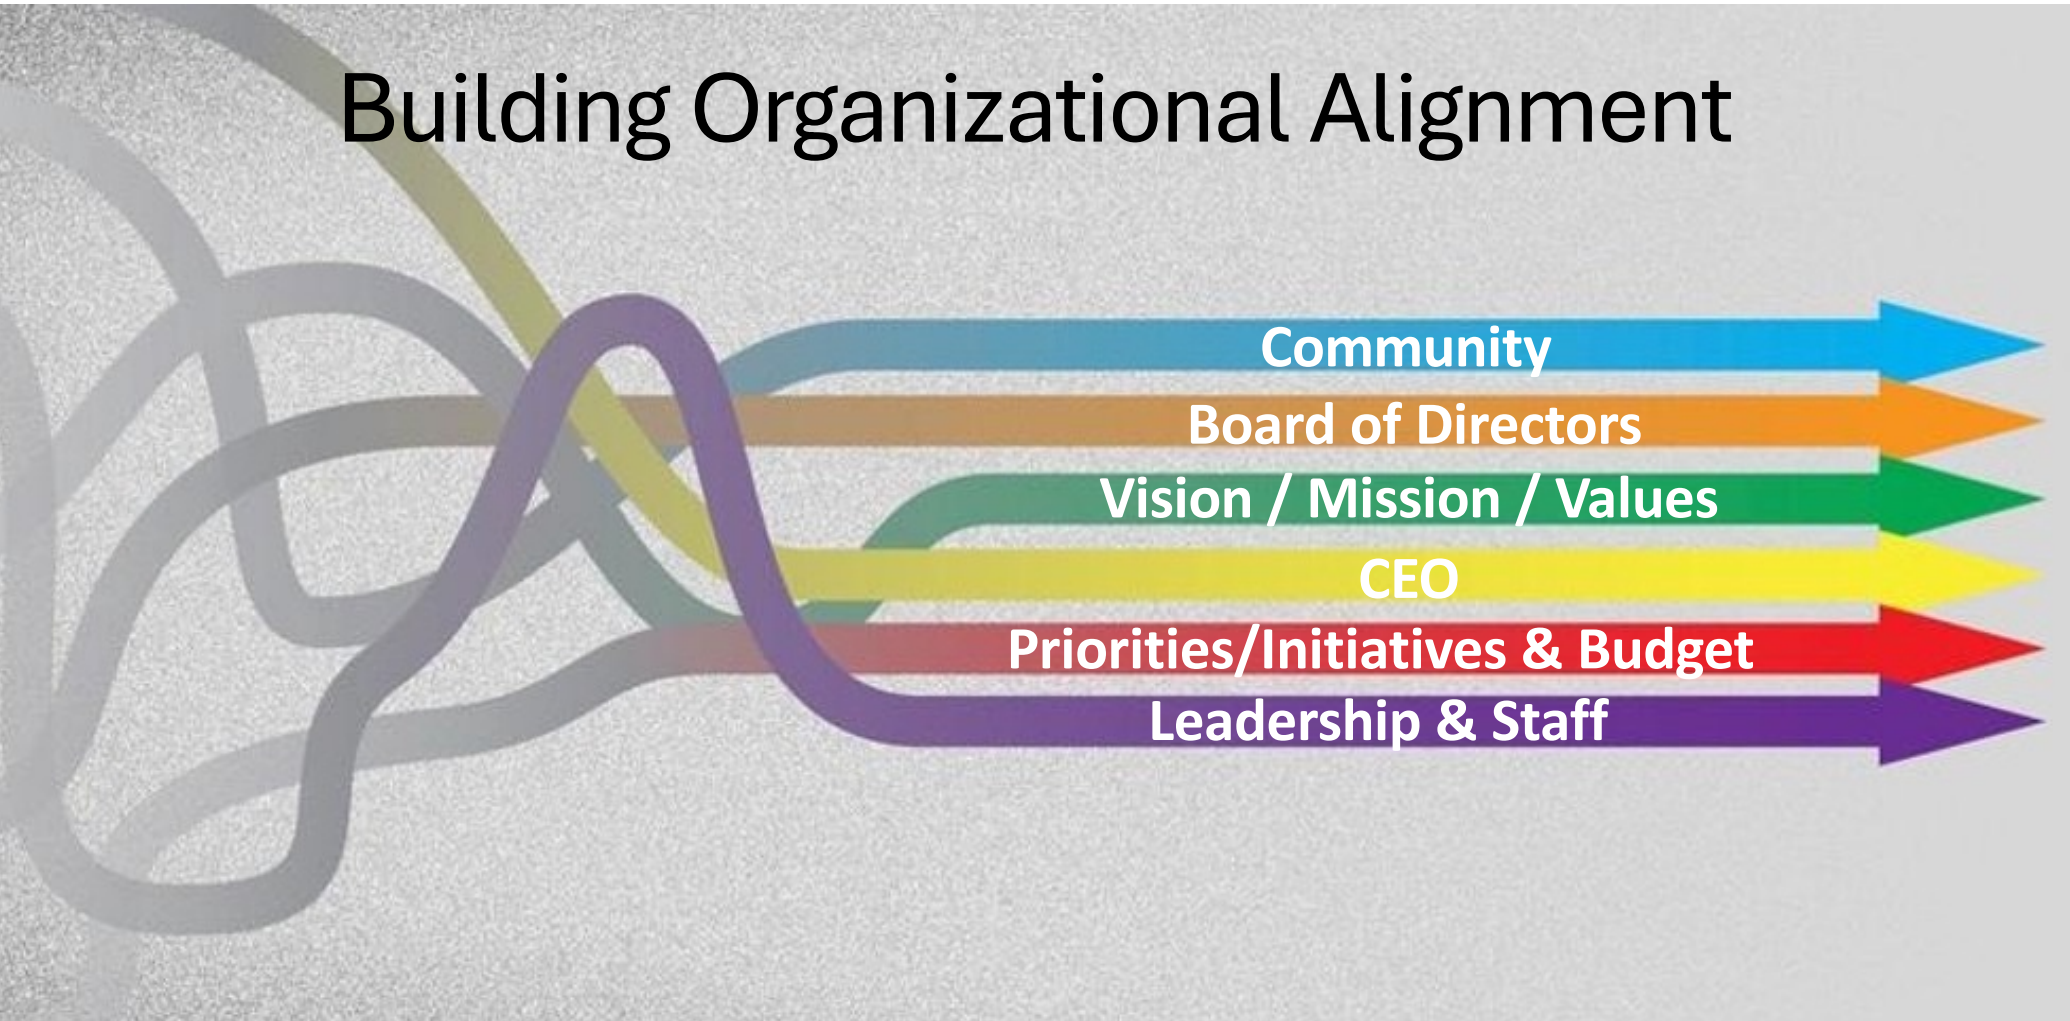 Building Organizational Alignment
Community
Board of Directors
Vision / Mission / Values
CEO
Priorities/Initiatives & Budget
Leadership & Staff